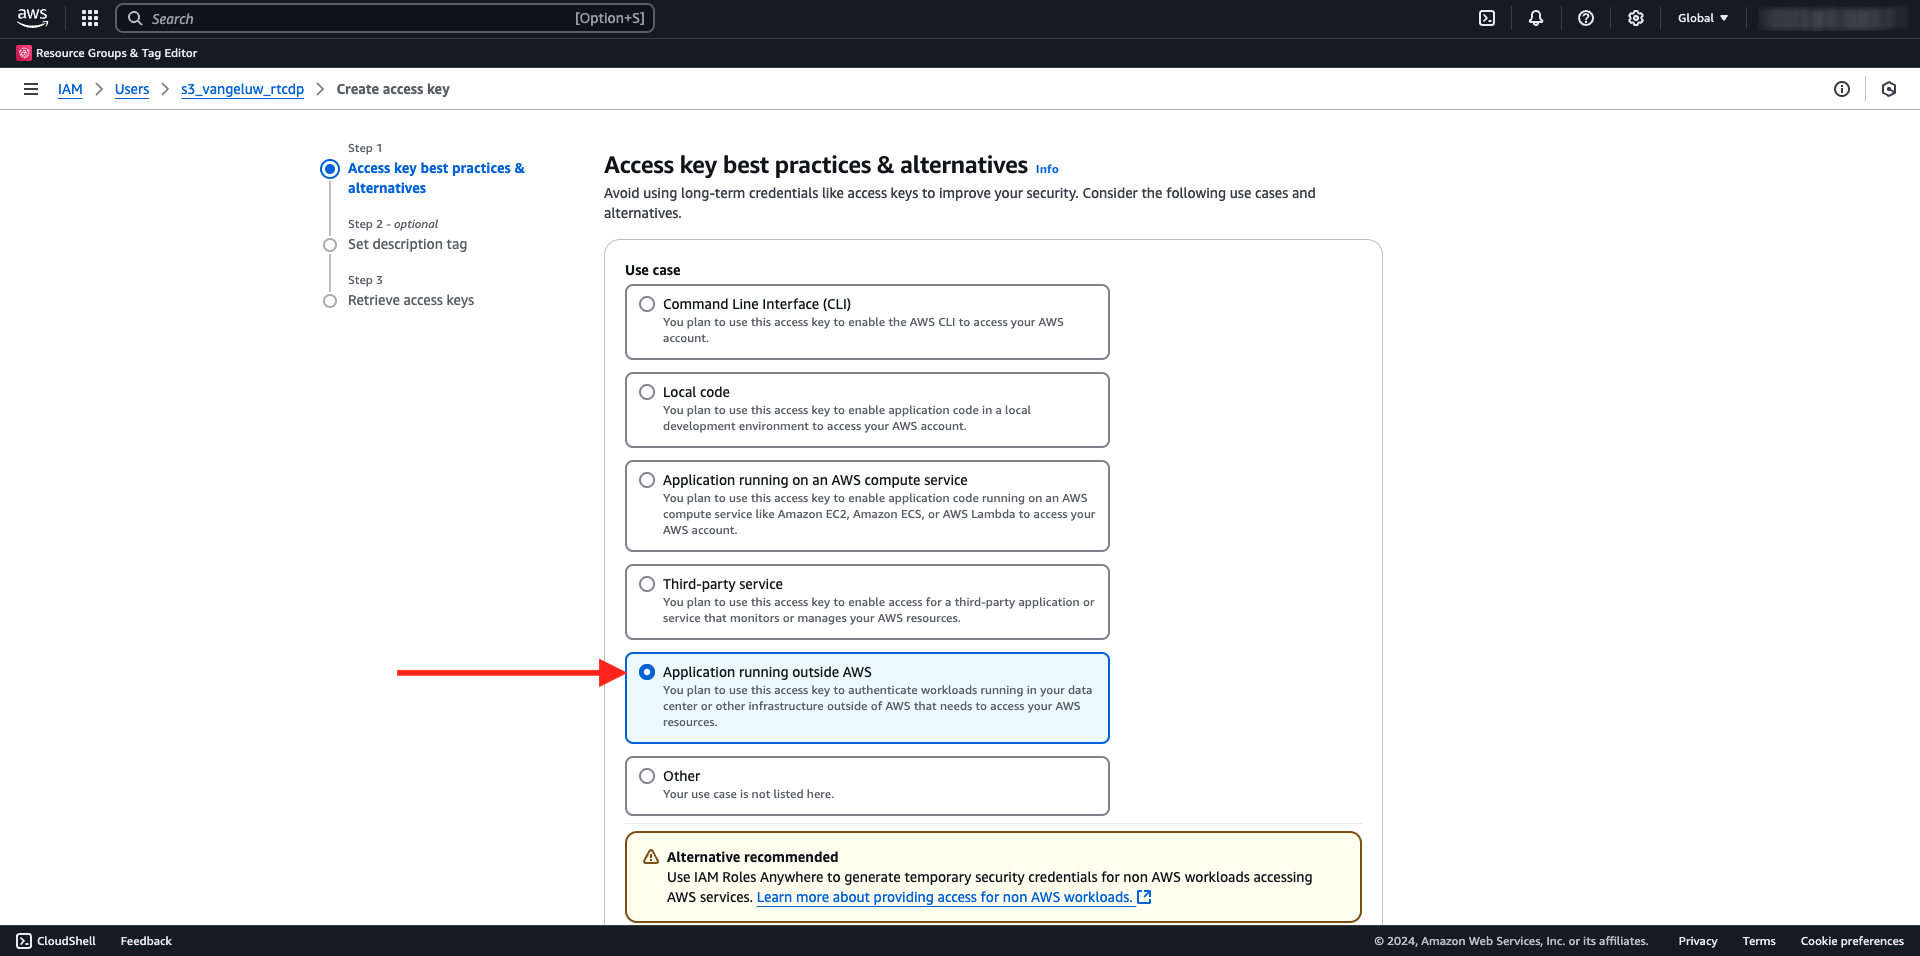 aws
Search
[Option+S]
Global
Resource Groups & Tag Editor
IAM
Users
s3_vangeluw_rtcdp
Create access key
Step 1
Access key best practices &
alternatives
Step 2 - optional
Set description tag
Step 3
Retrieve access keys
Access key best practices & alternatives Info
Avoid using long-term credentials like access keys to improve your security. Consider the following use cases and
alternatives.
Use case
Command Line Interface (CLI)
You plan to use this access key to enable the AWS CLI to access your AWS
account.
Local code
You plan to use this access key to enable application code in a local
development environment to access your AWS account.
Application running on an AWS compute service
You plan to use this access key to enable application code running on an AWS
compute service like Amazon EC2, Amazon ECS, or AWS Lambda to access your
AWS account.
Third-party service
You plan to use this access key to enable access for a third-party application or
service that monitors or manages your AWS resources.
Application running outside AWS
You plan to use this access key to authenticate workloads running in your data
center or other infrastructure outside of AWS that needs to access your AWS
resources.
Other
Your use case is not listed here.
Alternative recommended
Use IAM Roles Anywhere to generate temporary security credentials for non AWS workloads accessing
AWS services. Learn more about providing access for non AWS workloads.
CloudShell
Feedback
© 2024, Amazon Web Services, Inc. or its affiliates.
Privacy
Terms
Cookie preferences